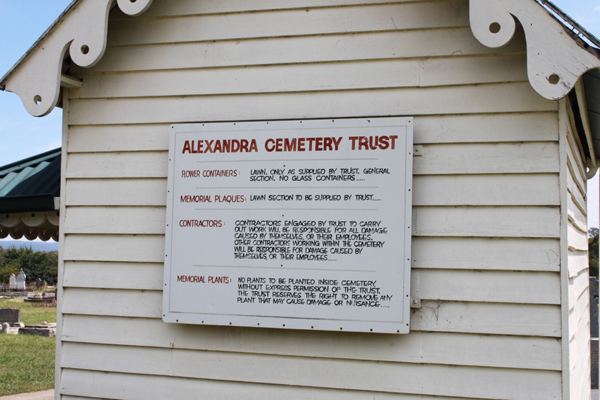 ALEXANDRA CEMETERY TRUST
FLOWER CONTAINERS: LAWN, ONLY AS SUPPLIED BY TRUST. GENERAL
SECTION. NO GLASS CONTAINERS.....
MEMORIAL PLAQUES: LAWN SECTION TO BE SUPPLIED BY TRUST.....
CONTRACTORS: CONTRACTORS ENGAGED BY TRUST TO CARRY
OUT WORK WILL BE RESPONSIBLE FOR ALL DAMAGE
CAUSED BY THEMSELVES, OR THEIR EMPLOYEES.
OTHER CONTRACTORS WORKING WITHIN THE CEMETERY
WILL BE RESPONSIBLE FOR DAMAGE CAUSED BY
THEMSELVES OR THEIR EMPLOYEES.....
MEMORIAL PLANTS: NO PLANTS TO BE PLANTED INSIDE CEMETERY
WITHOUT EXPRESS PERMISSION OF THIS TRUST.
THE TRUST RESERVES THE RIGHT TO REMOVE ANY
PLANT THAT MAY CAUSE DAMAGE OR NUISANCE.....